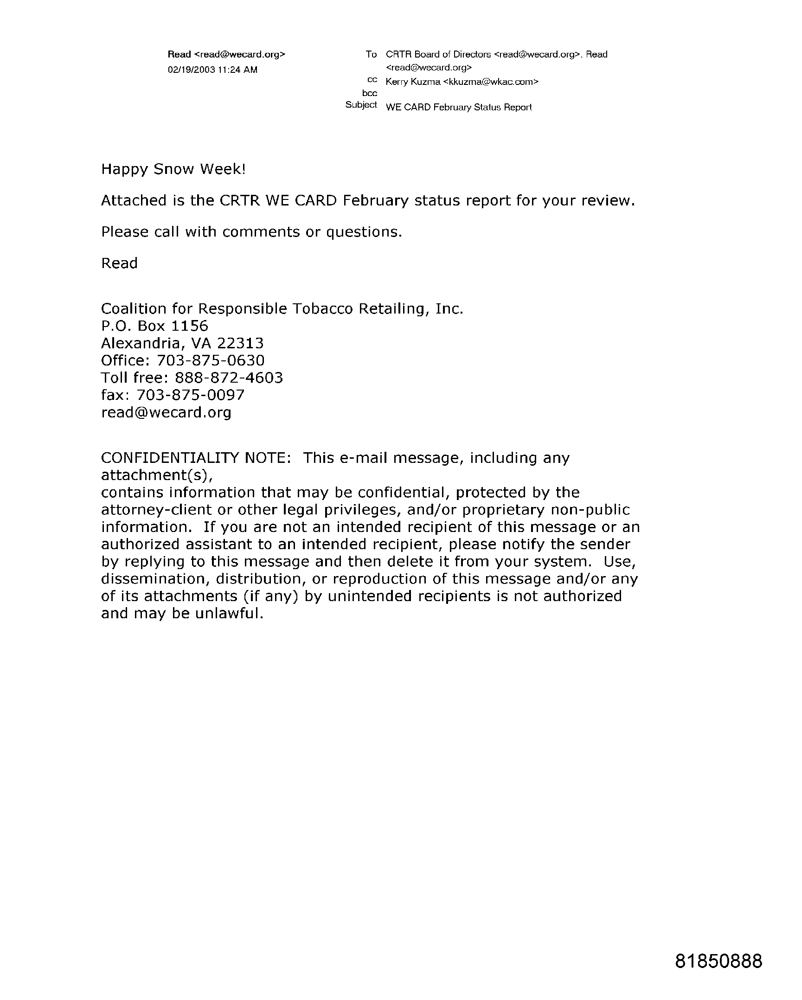 Read <read@wecard.org>
02/19/2003 11:24 AM
To CRTR Board of Directors <read@wecard.org>, Read
<read@wecard.org>
cc Kerry Kuzma <kkuzma@wkac.com>
bcc
Subject WE CARD February Status Report
Happy Snow Week!
Attached is the CRTR WE CARD February status report for your review.
Please call with comments or questions.
Read
Coalition for Responsible Tobacco Retailing, Inc.
P.O. Box 1156
Alexandria, VA 22313
Office: 703-875-0630
Toll free: 888-872-4603
fax: 703-875-0097
read@wecard.org
CONFIDENTIALITY NOTE: This e-mail message, including any
attachment(s),
contains information that may be confidential, protected by the
attorney-client or other legal privileges, and/or proprietary non-public
information. If you are not an intended recipient of this message or an
authorized assistant to an intended recipient, please notify the sender
by replying to this message and then delete it from your system. Use,
dissemination, distribution, or reproduction of this message and/or any
of its attachments (if any) by unintended recipients is not authorized
and may be unlawful.
81850888